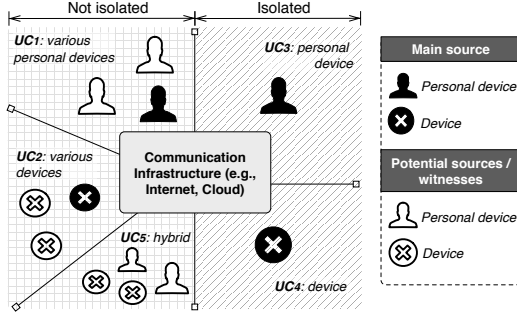 Not isolated
Isolated
UC1: various
personal devices
UC3: personal
device
Communication
Infrastructure (e.g.,
Internet, Cloud)
UC2: various
devices
UC5: hybrid
UC4: device
Main source
Personal device
Device
Potential sources /
witnesses
Personal device
Device